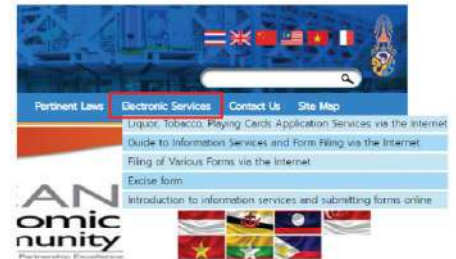 Pertinent Laws Electronic Services Contact Us Site Map
Liquor, Tobacco, Playing Cards Application Services via the Internet
Guide to Information Services and Form Filing via the Internet
Filing of Various Forms via the Internet
Excise form
Introduction to information services and submitting forms online
AN
omic
nunity
Partnership Excellence